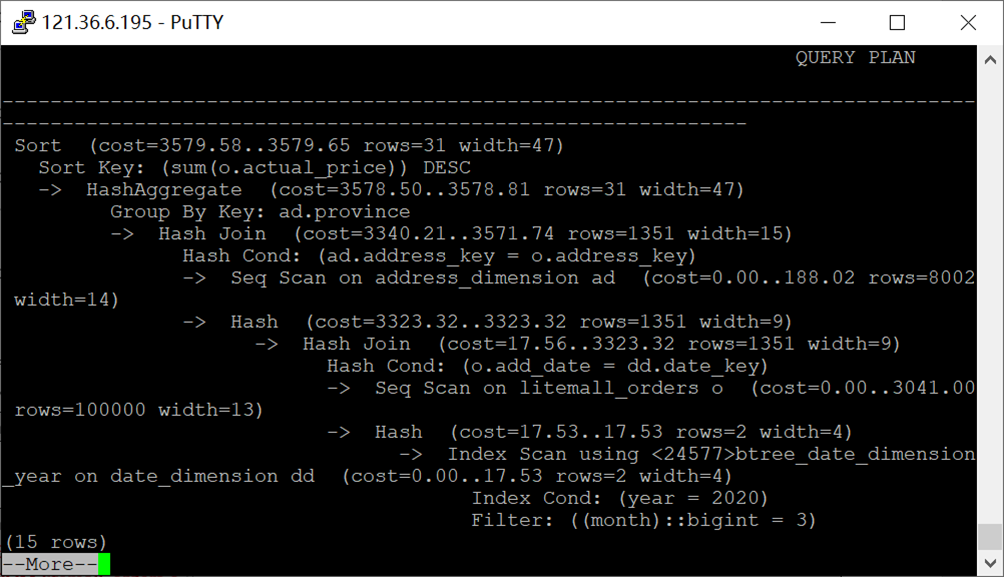 121.36.6.195 - PuTTY
QUERY PLAN
---------------------------------------------------------------------------------
--------------------------------------------------------------
Sort  (cost=3579.58..3579.65 rows=31 width=47)
Sort Key: (sum(o.actual_price)) DESC
->  HashAggregate  (cost=3578.50..3578.81 rows=31 width=47)
Group By Key: ad.province
->  Hash Join  (cost=3340.21..3571.74 rows=1351 width=15)
Hash Cond: (ad.address_key = o.address_key)
->  Seq Scan on address_dimension ad  (cost=0.00..188.02 rows=8002
width=14)
->  Hash  (cost=3323.32..3323.32 rows=1351 width=9)
->  Hash Join  (cost=17.56..3323.32 rows=1351 width=9)
Hash Cond: (o.add_date = dd.date_key)
->  Seq Scan on litemall_orders o  (cost=0.00..3041.00
rows=100000 width=13)
->  Hash  (cost=17.53..17.53 rows=2 width=4)
->  Index Scan using <24577>btree_date_dimension
_year on date_dimension dd  (cost=0.00..17.53 rows=2 width=4)
Index Cond: (year = 2020)
Filter: ((month)::bigint = 3)
(15 rows)
--More--